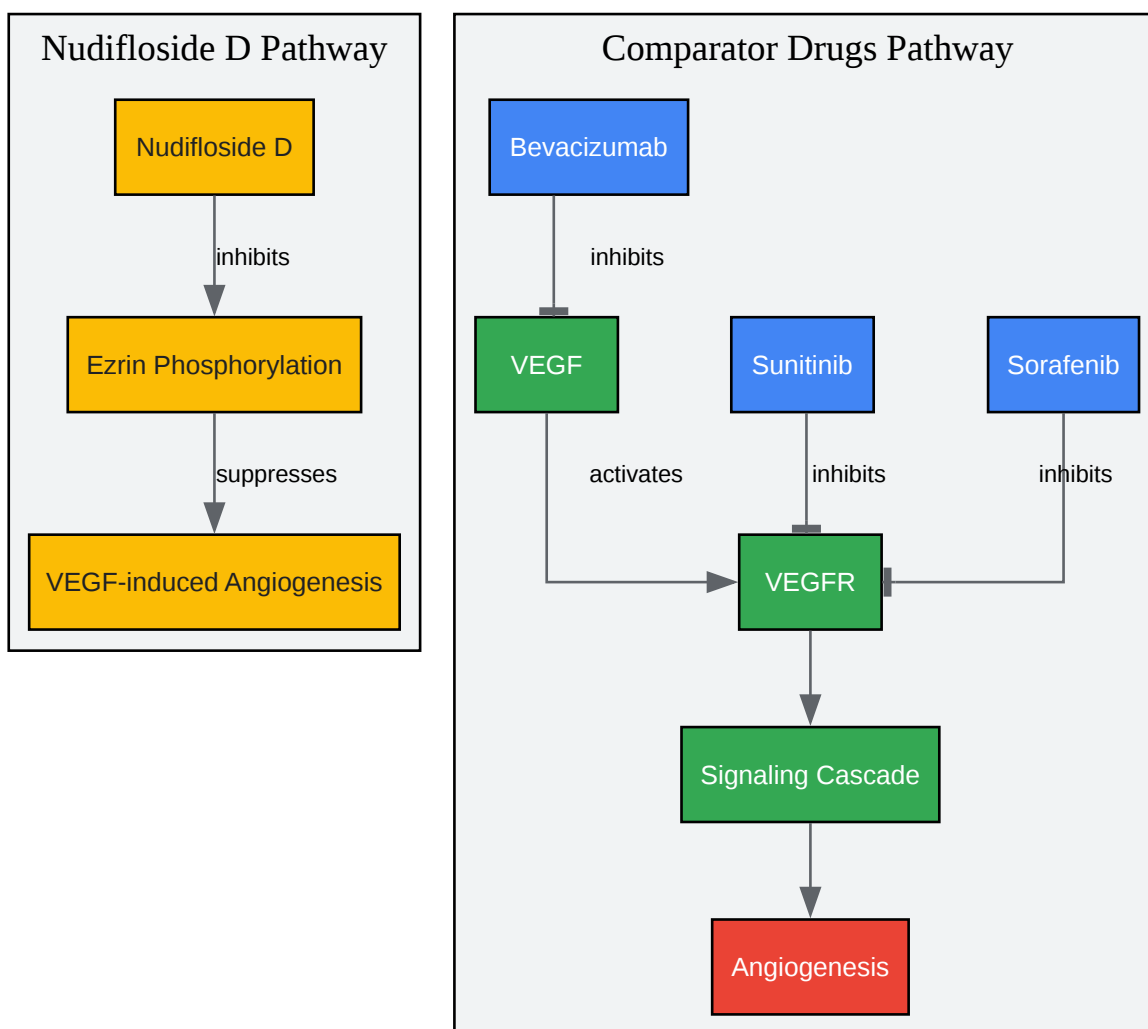 Nudifloside D Pathway
Nudifloside D
inhibits
Ezrin Phosphorylation
suppresses
VEGF-induced Angiogenesis
Comparator Drugs Pathway
Bevacizumab
inhibits
VEGF
Sunitinib
Sorafenib
activates
inhibits
inhibits
VEGFR
Signaling Cascade
Angiogenesis